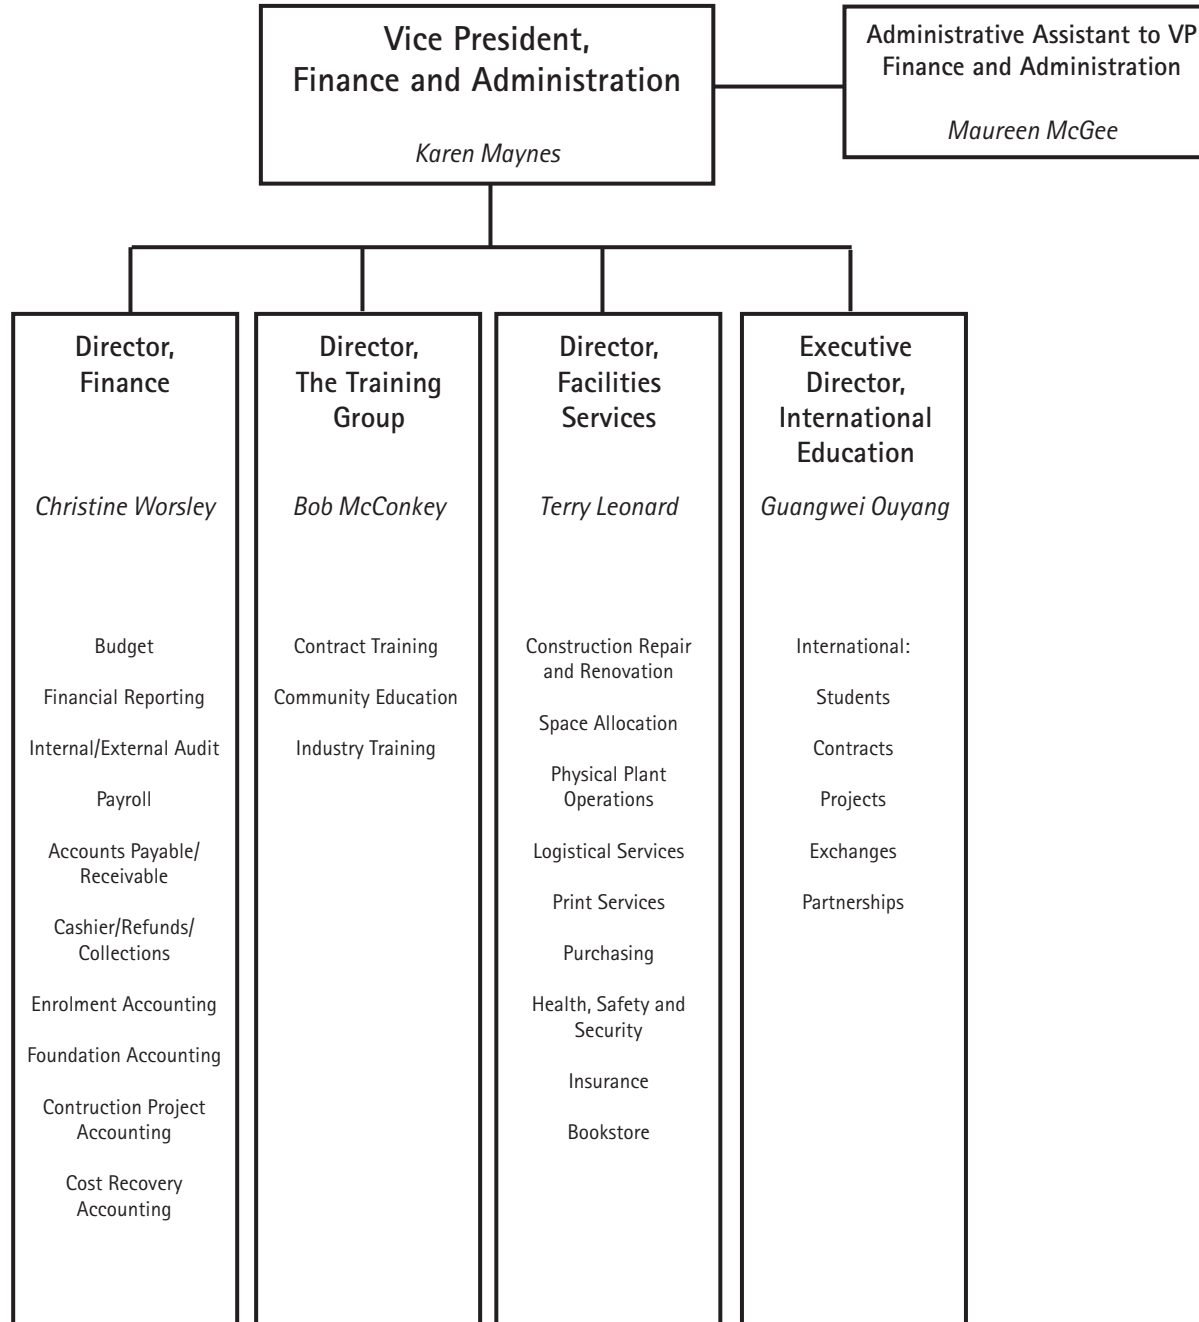 Vice President,
Finance and Administration
Karen Maynes
Administrative Assistant to VP
Finance and Administration
Maureen McGee
Director,
Finance
Christine Worsley
Budget
Financial Reporting
Internal/External Audit
Payroll
Accounts Payable/
Receivable
Cashier/Refunds/
Collections
Enrolment Accounting
Foundation Accounting
Contruction Project
Accounting
Cost Recovery
Accounting
Director,
The Training
Group
Bob McConkey
Contract Training
Community Education
Industry Training
Director,
Facilities
Services
Terry Leonard
Construction Repair
and Renovation
Space Allocation
Physical Plant
Operations
Logistical Services
Print Services
Purchasing
Health, Safety and
Security
Insurance
Bookstore
Executive
Director,
International
Education
Guangwei Ouyang
International:
Students
Contracts
Projects
Exchanges
Partnerships